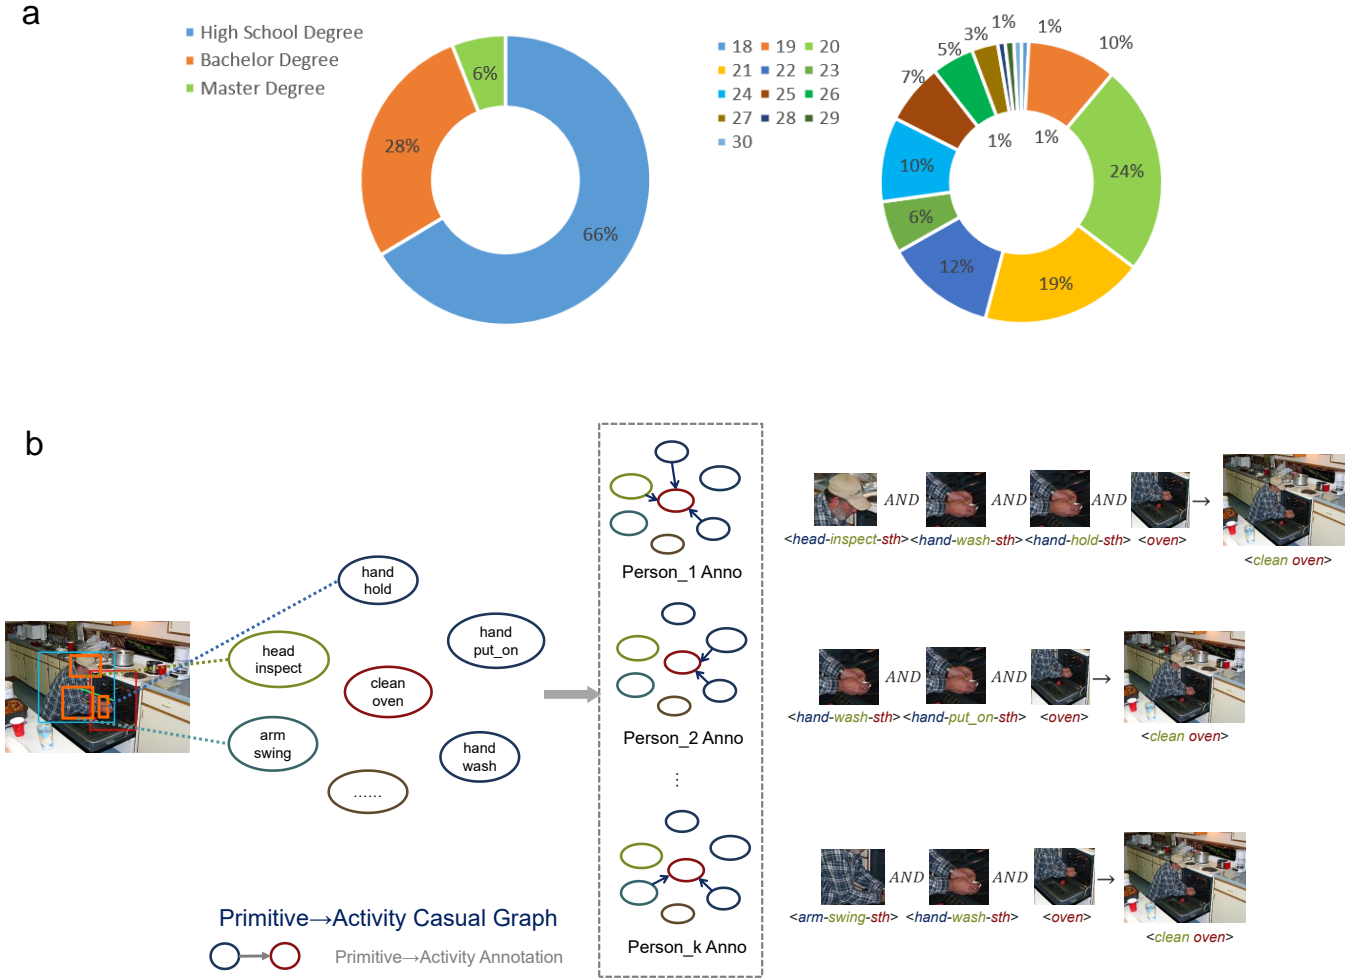 a
High School Degree
Bachelor Degree
Master Degree
6%
28%
66%
18 19 20
21 22 23
24 25 26
27 28 29
30
1%
1%
3%
10%
5%
7%
1%
1%
10%
24%
6%
12%
19%
b
hand
hold
head
inspect
hand
put_on
clean
oven
arm
swing
hand
wash
......
Primitive→Activity Casual Graph
Primitive→Activity Annotation
Person_1 Anno
Person_2 Anno
⋮
Person_k Anno
AND AND AND →
<head-inspect-sth> <hand-wash-sth> <hand-hold-sth> <oven>
<clean oven>
AND AND →
<hand-wash-sth> <hand-put_on-sth> <oven>
<clean oven>
AND AND →
<arm-swing-sth> <hand-wash-sth> <oven>
<clean oven>